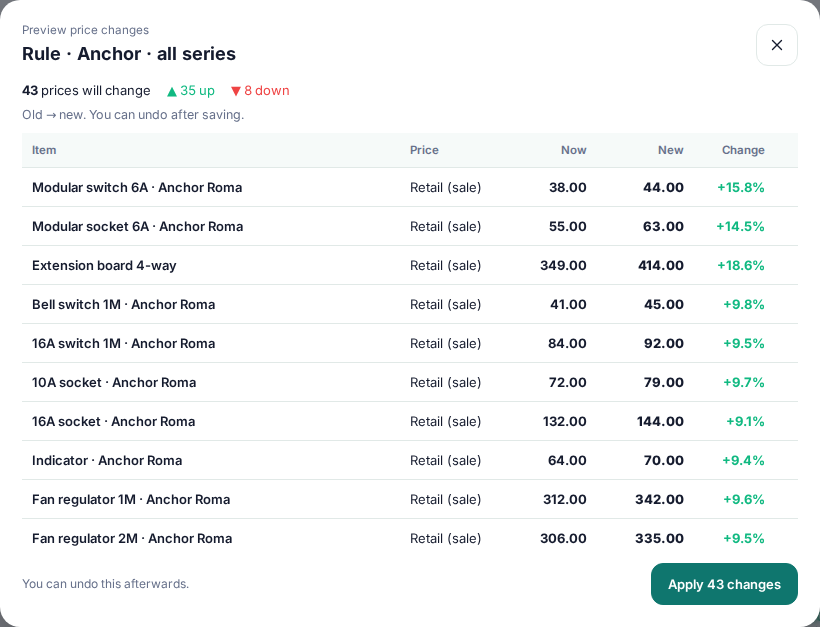 Preview price changes
Rule · Anchor · all series
43 prices will change ▲ 35 up ▼ 8 down
Old → new. You can undo after saving.
Item Price Now New Change
Modular switch 6A · Anchor Roma Retail (sale) 38.00 44.00 +15.8%
Modular socket 6A · Anchor Roma Retail (sale) 55.00 63.00 +14.5%
Extension board 4-way Retail (sale) 349.00 414.00 +18.6%
Bell switch 1M · Anchor Roma Retail (sale) 41.00 45.00 +9.8%
16A switch 1M · Anchor Roma Retail (sale) 84.00 92.00 +9.5%
10A socket · Anchor Roma Retail (sale) 72.00 79.00 +9.7%
16A socket · Anchor Roma Retail (sale) 132.00 144.00 +9.1%
Indicator · Anchor Roma Retail (sale) 64.00 70.00 +9.4%
Fan regulator 1M · Anchor Roma Retail (sale) 312.00 342.00 +9.6%
Fan regulator 2M · Anchor Roma Retail (sale) 306.00 335.00 +9.5%
You can undo this afterwards. Apply 43 changes